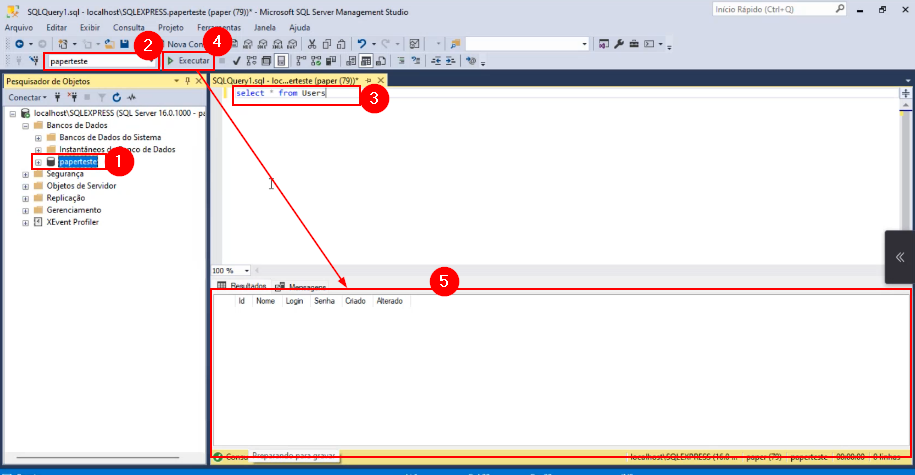 SQLQuery1.sql - localhost\SQLEXPRESS.paperteste (paper (79))* - Microsoft SQL Server Management Studio
Início Rápido (Ctrl+Q)
Arquivo Editar Exibir Consulta Projeto Ferramentas Janela Ajuda
2
4
Nova Con
paperteste
Executar
Pesquisador de Objetos
SQLQuery1.sql - loc...erteste (paper (79))*
Conectar
select * from Users
3
localhost\SQLEXPRESS (SQL Server 16.0.1000 - pa
Bancos de Dados
Bancos de Dados do Sistema
Instantâneos de Banco de Dados
paperteste
1
Segurança
Objetos de Servidor
Replicação
Gerenciamento
XEvent Profiler
100 %
5
Resultados Mensagens
Id Nome Login Senha Criado Alterado
Consu
Preparando para gravar
localhost\SQLEXPRESS (16.0 ... paper (79) paperteste 00:00:00 0 linhas